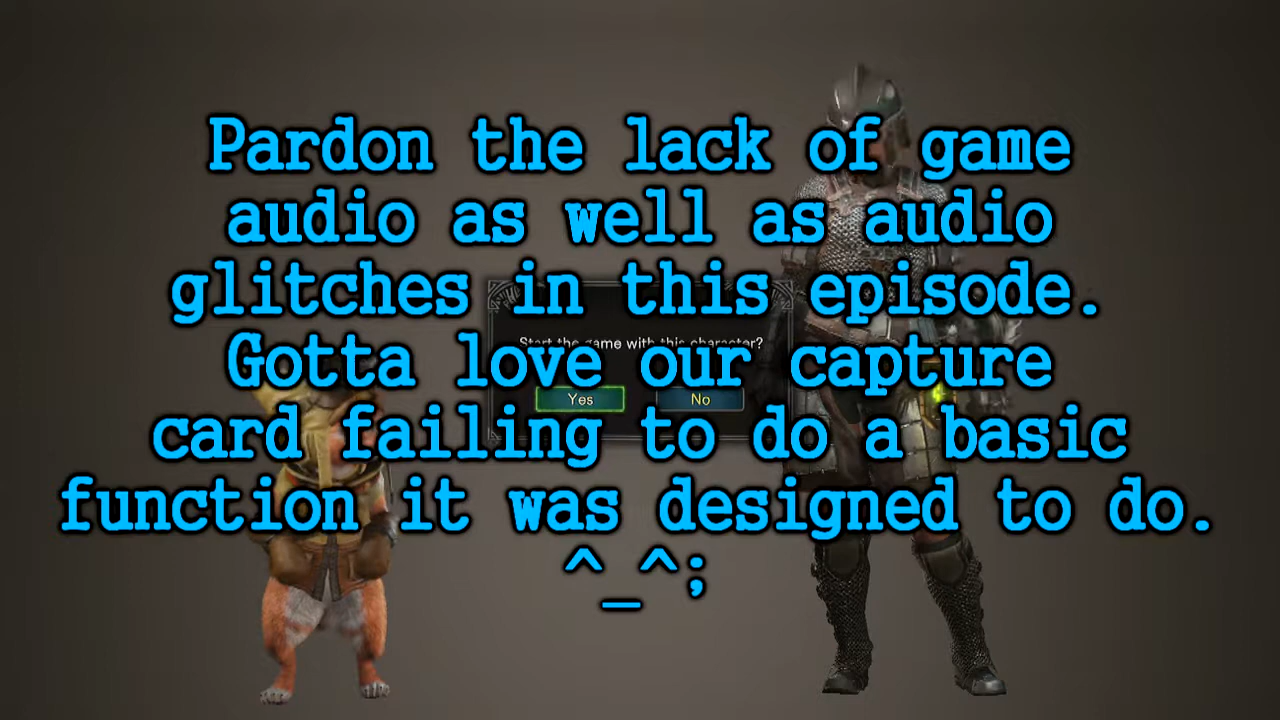 Pardon the lack of game
audio as well as audio
glitches in this episode.
Start the game with this character?
Gotta love our capture
Yes No
card failing to do a basic
function it was designed to do.
^_^;